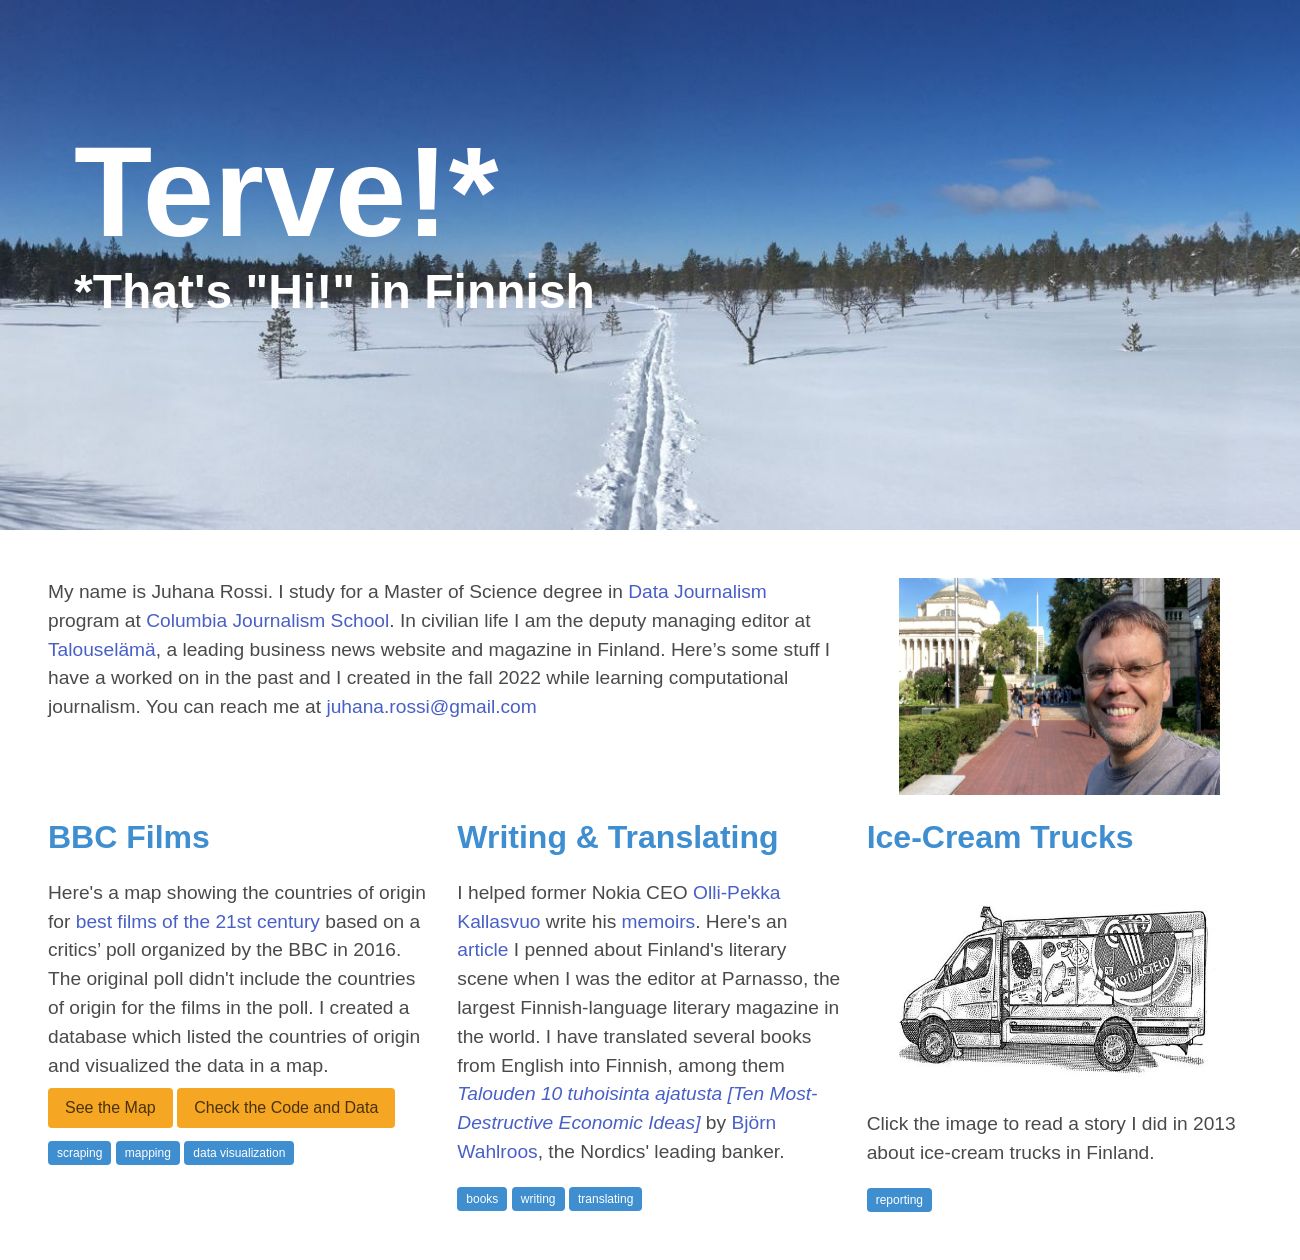 Terve!*
*That's "Hi!" in Finnish
My name is Juhana Rossi. I study for a Master of Science degree in Data Journalism
program at Columbia Journalism School. In civilian life I am the deputy managing editor at
Talouselämä, a leading business news website and magazine in Finland. Here’s some stuff I
have a worked on in the past and I created in the fall 2022 while learning computational
journalism. You can reach me at juhana.rossi@gmail.com
BBC Films
Here's a map showing the countries of origin
for best films of the 21st century based on a
critics’ poll organized by the BBC in 2016.
The original poll didn't include the countries
of origin for the films in the poll. I created a
database which listed the countries of origin
and visualized the data in a map.
See the Map
Check the Code and Data
scraping
mapping
data visualization
Writing & Translating
I helped former Nokia CEO Olli-Pekka
Kallasvuo write his memoirs. Here's an
article I penned about Finland's literary
scene when I was the editor at Parnasso, the
largest Finnish-language literary magazine in
the world. I have translated several books
from English into Finnish, among them
Talouden 10 tuhoisinta ajatusta [Ten Most-
Destructive Economic Ideas] by Björn
Wahlroos, the Nordics' leading banker.
books
writing
translating
Ice-Cream Trucks
Click the image to read a story I did in 2013
about ice-cream trucks in Finland.
reporting